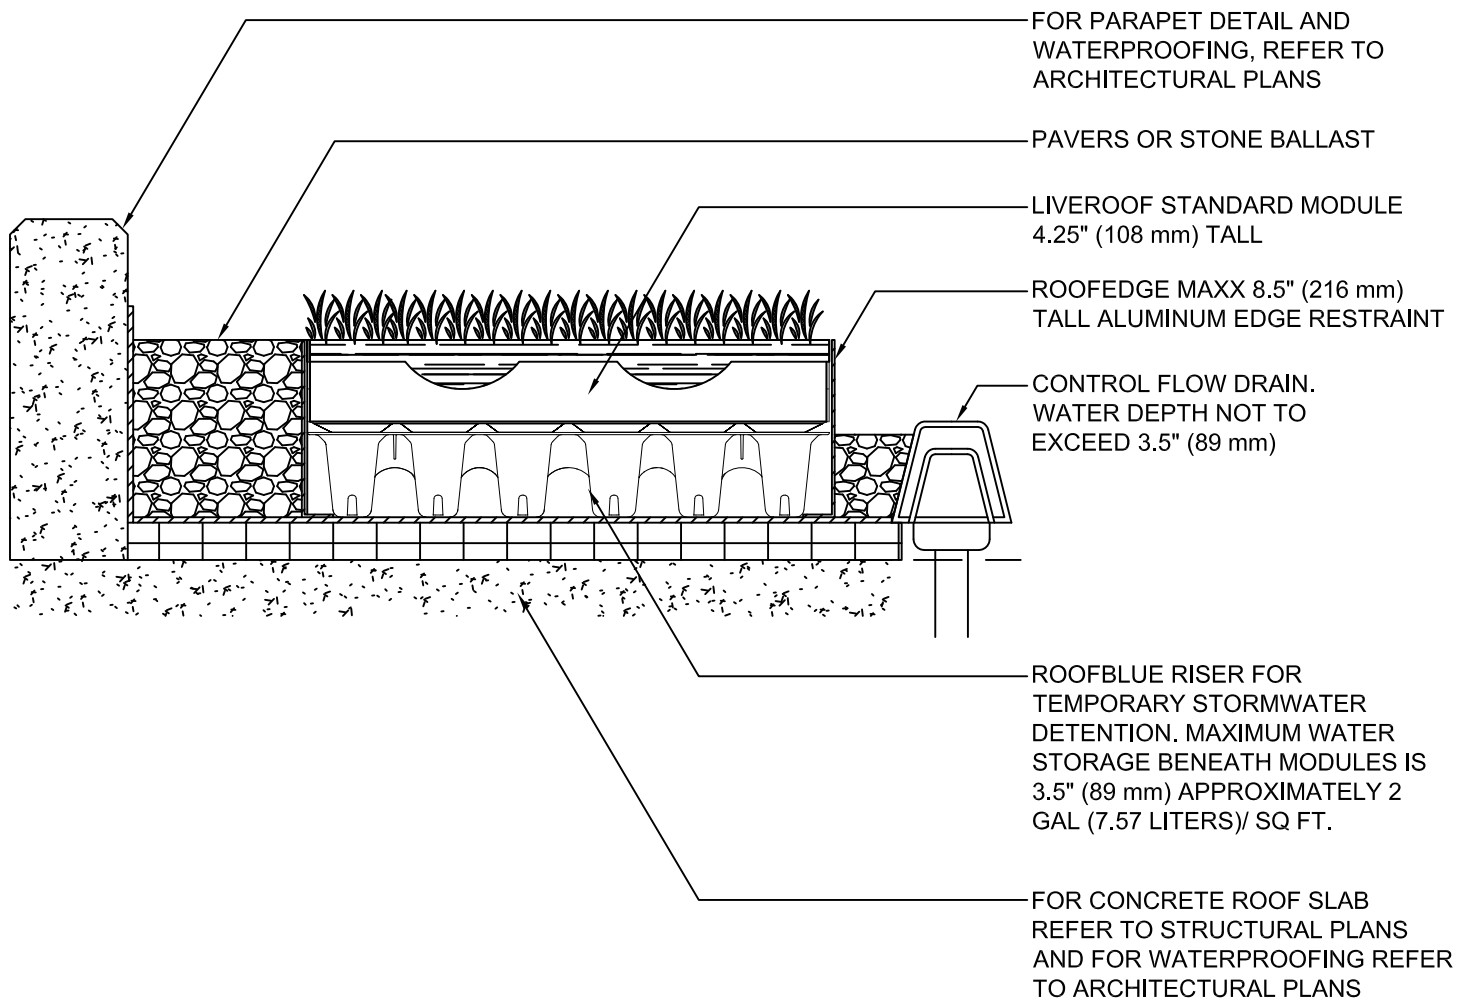 FOR PARAPET DETAIL AND
WATERPROOFING, REFER TO
ARCHITECTURAL PLANS
PAVERS OR STONE BALLAST
LIVEROOF STANDARD MODULE
4.25" (108 mm) TALL
ROOFEDGE MAXX 8.5" (216 mm)
TALL ALUMINUM EDGE RESTRAINT
CONTROL FLOW DRAIN.
WATER DEPTH NOT TO
EXCEED 3.5" (89 mm)
ROOFBLUE RISER FOR
TEMPORARY STORMWATER
DETENTION. MAXIMUM WATER
STORAGE BENEATH MODULES IS
3.5" (89 mm) APPROXIMATELY 2
GAL (7.57 LITERS)/ SQ FT.
FOR CONCRETE ROOF SLAB
REFER TO STRUCTURAL PLANS
AND FOR WATERPROOFING REFER
TO ARCHITECTURAL PLANS